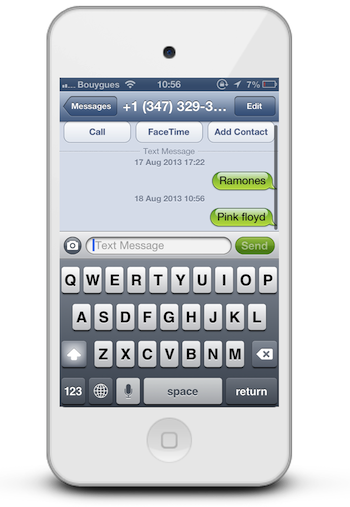 Bouygues 10:56 7%
Messages +1 (347) 329-3... Edit
Call FaceTime Add Contact
Text Message
17 Aug 2013 17:22
Ramones
18 Aug 2013 10:56
Pink floyd
Text Message Send
Q W E R T Y U I O P
A S D F G H J K L
Z X C V B N M
123 space return